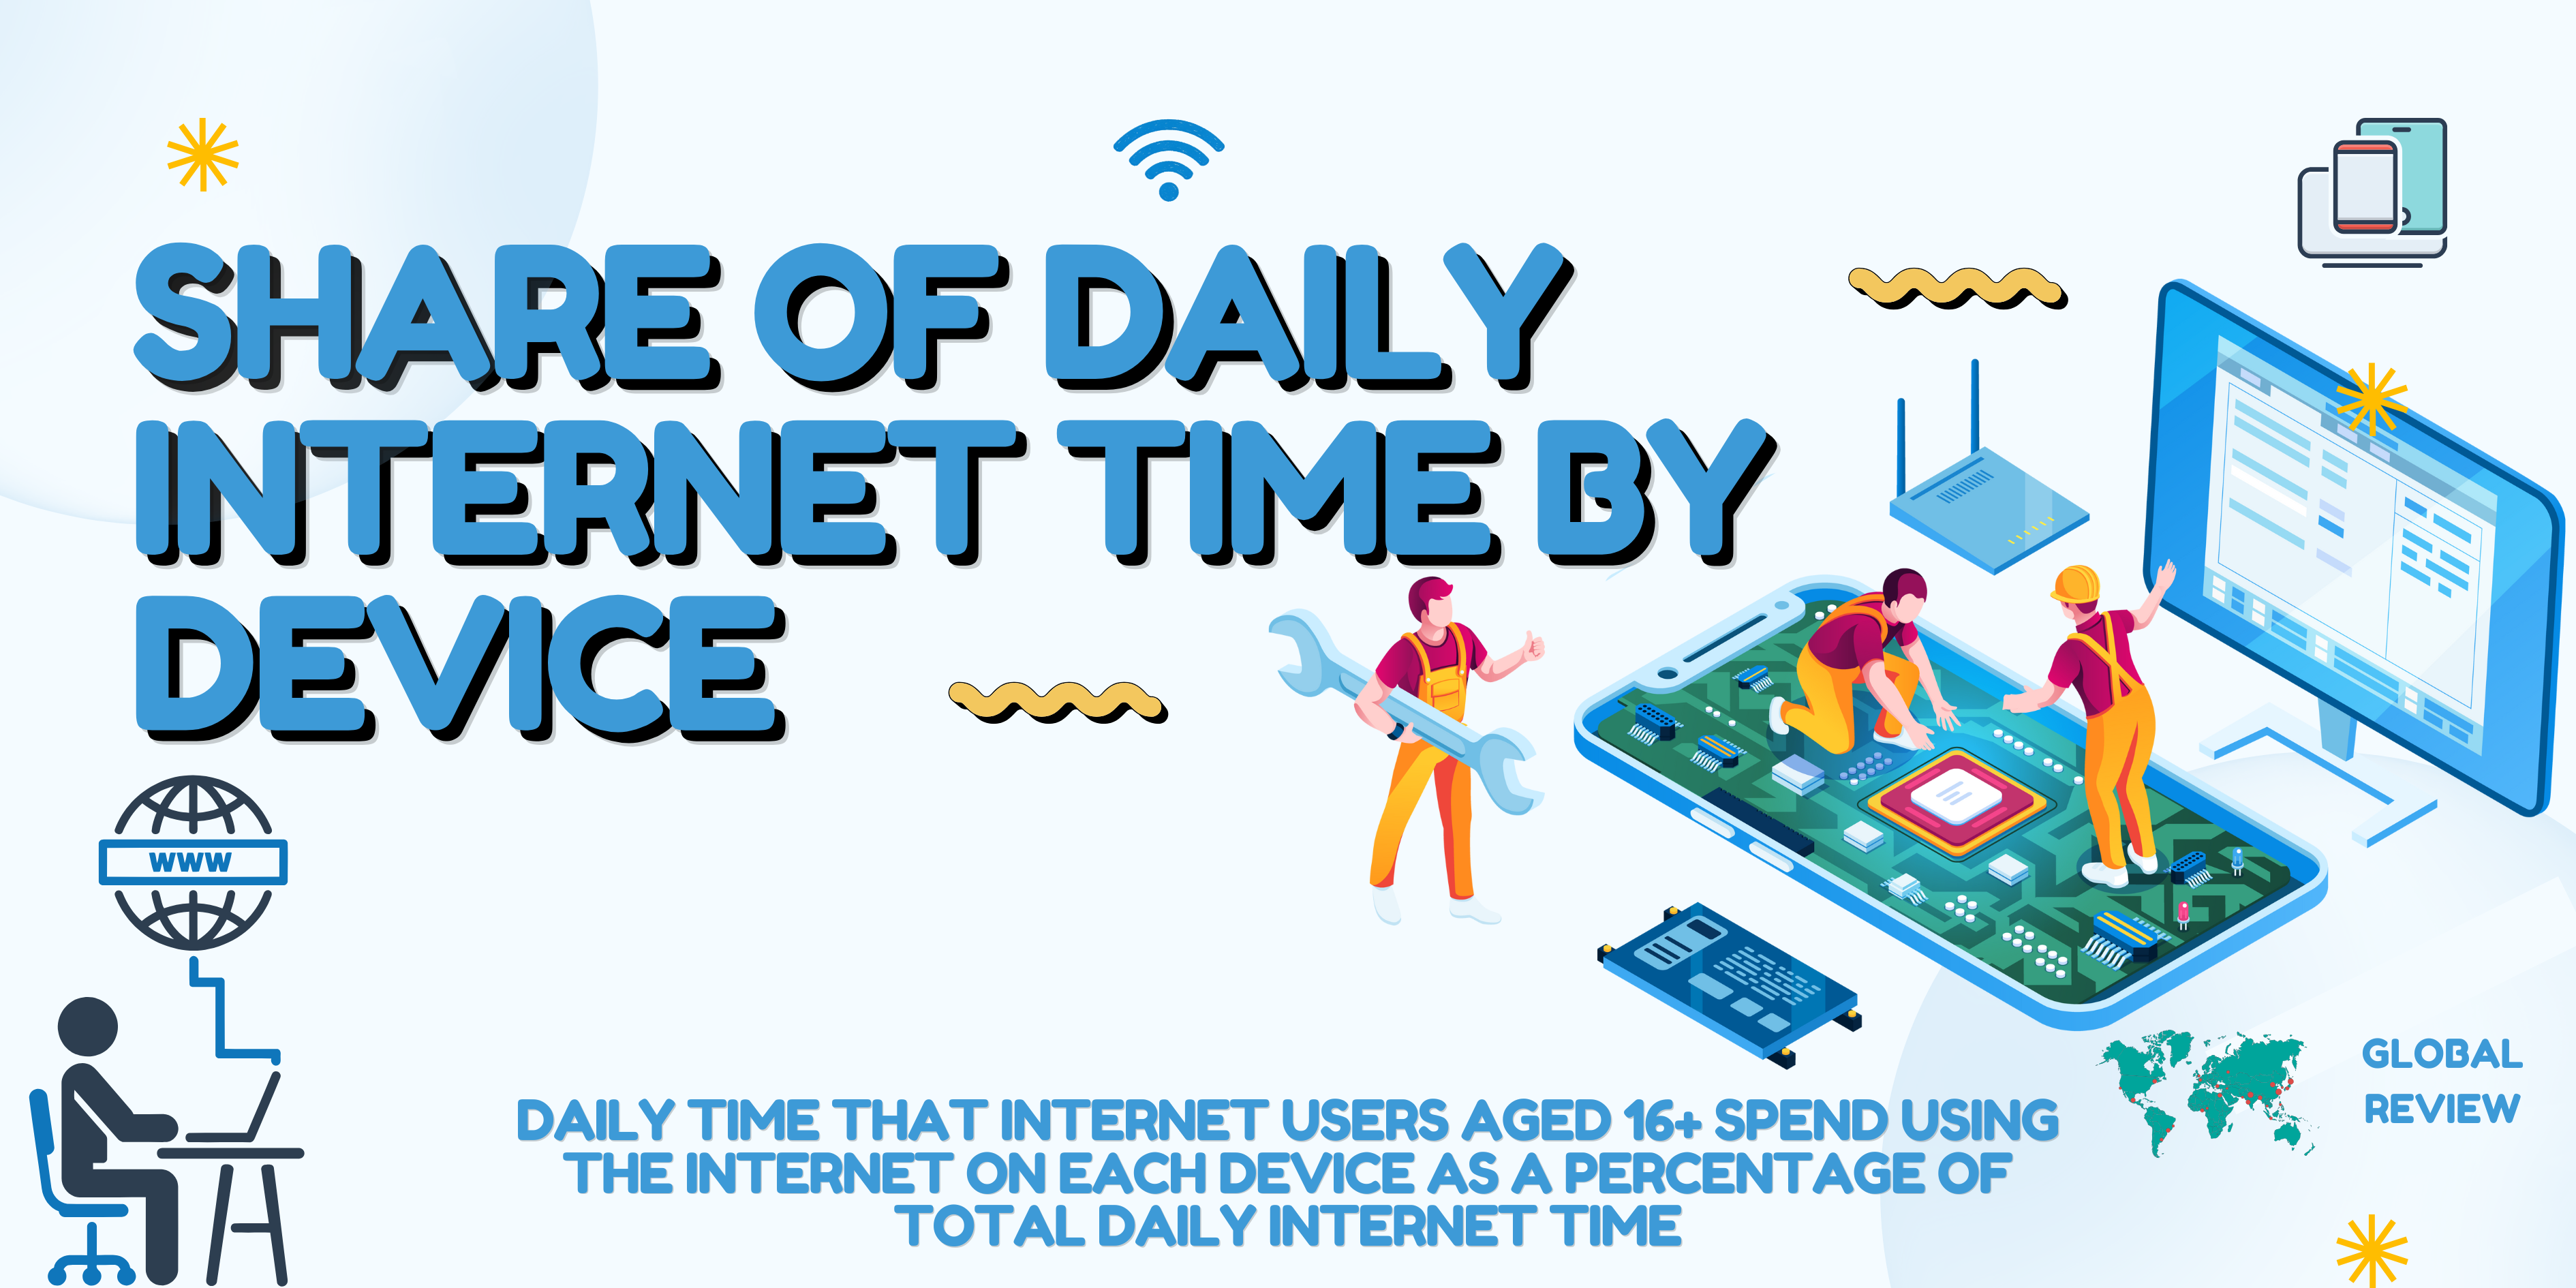 SHARE OF DAILY
INTERNET TIME BY
DEVICE
WWW
DAILY TIME THAT INTERNET USERS AGED 16+ SPEND USING
THE INTERNET ON EACH DEVICE AS A PERCENTAGE OF
TOTAL DAILY INTERNET TIME
GLOBAL
REVIEW